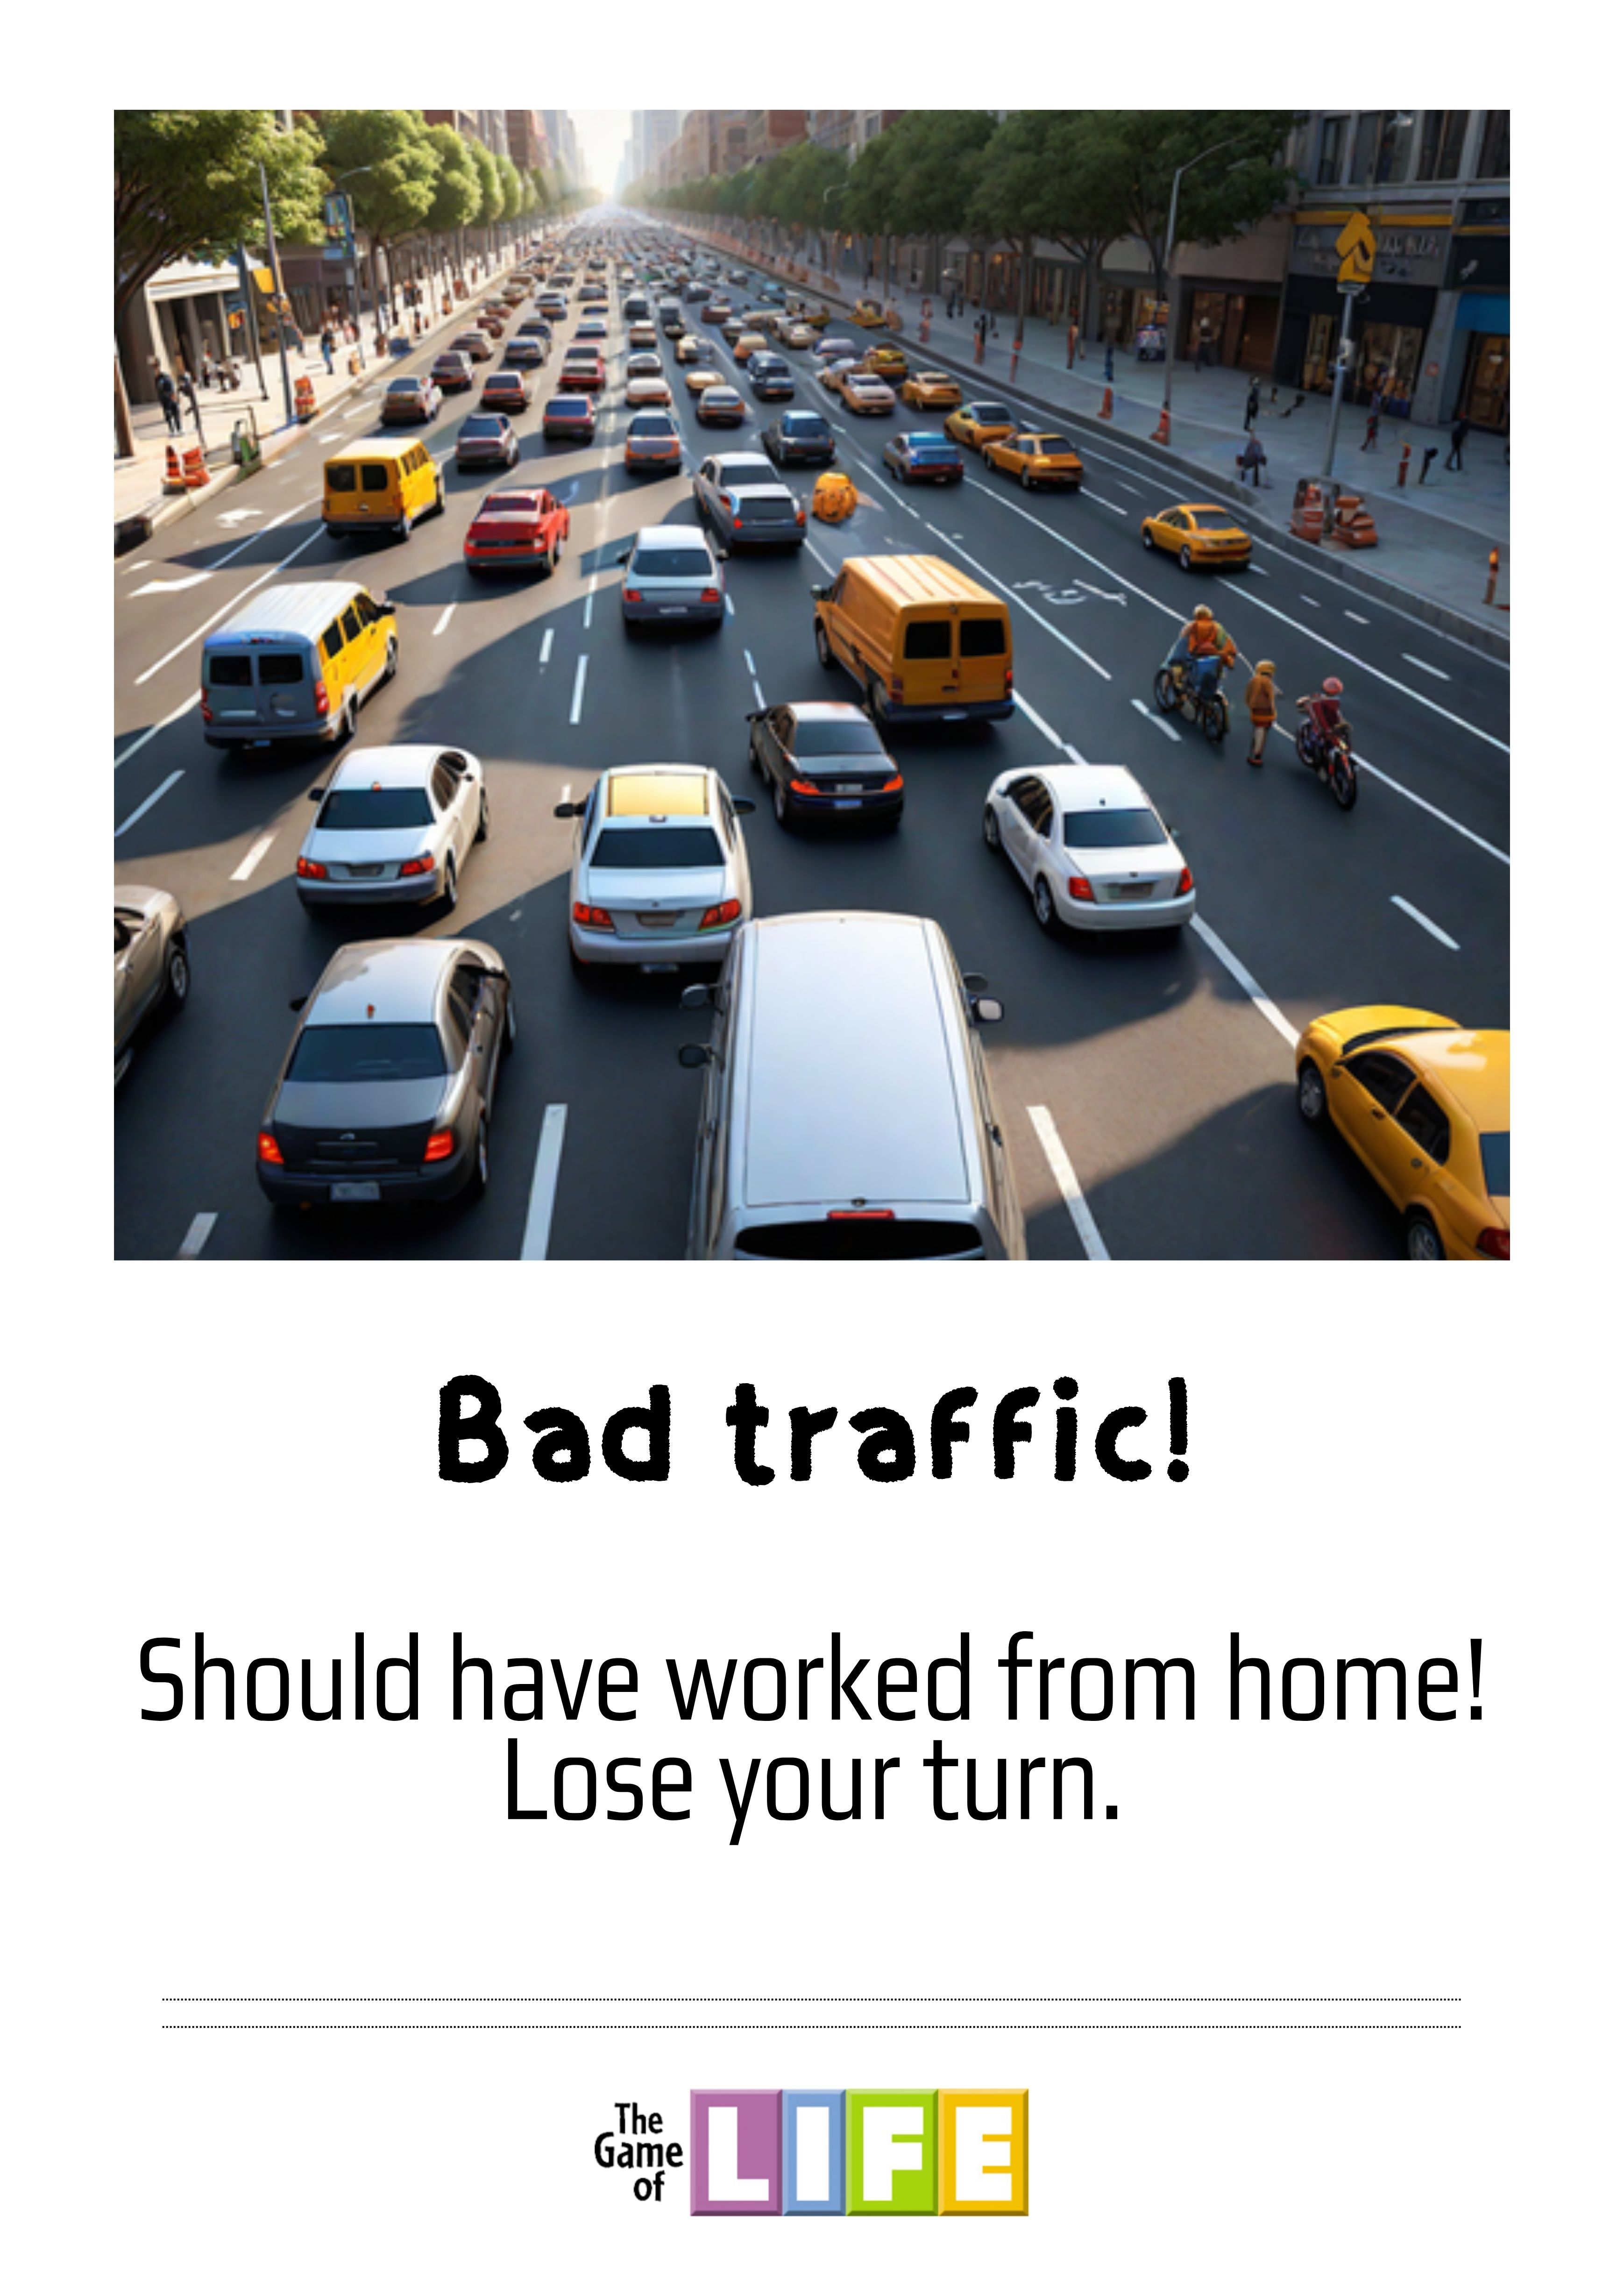 Bad traffic!
Should have worked from home!
Lose your turn.
The
Game
of
LIFE